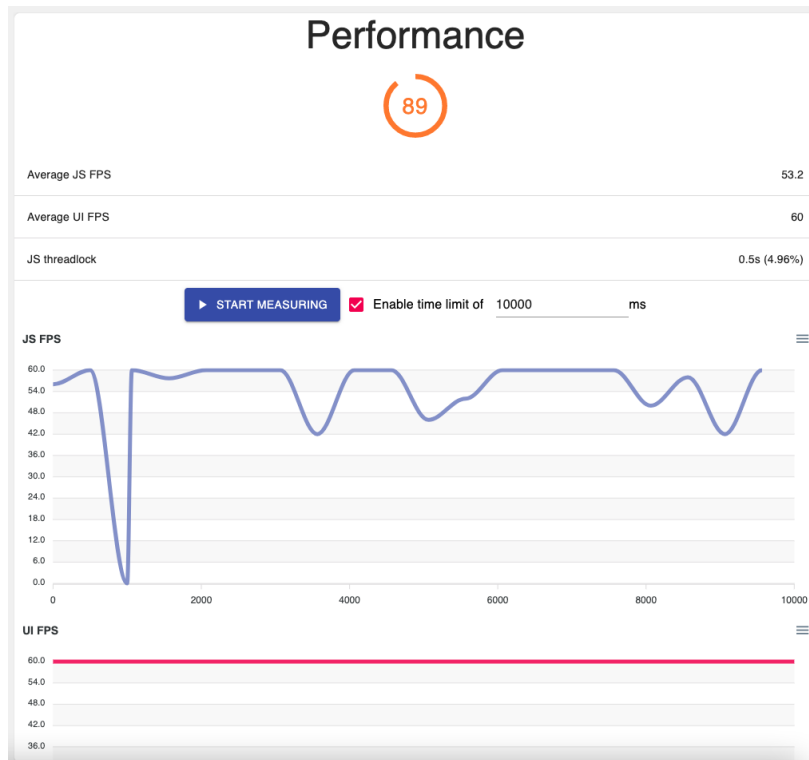 Performance
89
Average JS FPS 53.2
Average UI FPS 60
JS threadlock 0.5s (4.96%)
START MEASURING Enable time limit of 10000 ms
JS FPS
60.0
54.0
48.0
42.0
36.0
30.0
24.0
18.0
12.0
6.0
0.0
0 2000 4000 6000 8000 10000
UI FPS
60.0
54.0
48.0
42.0
36.0